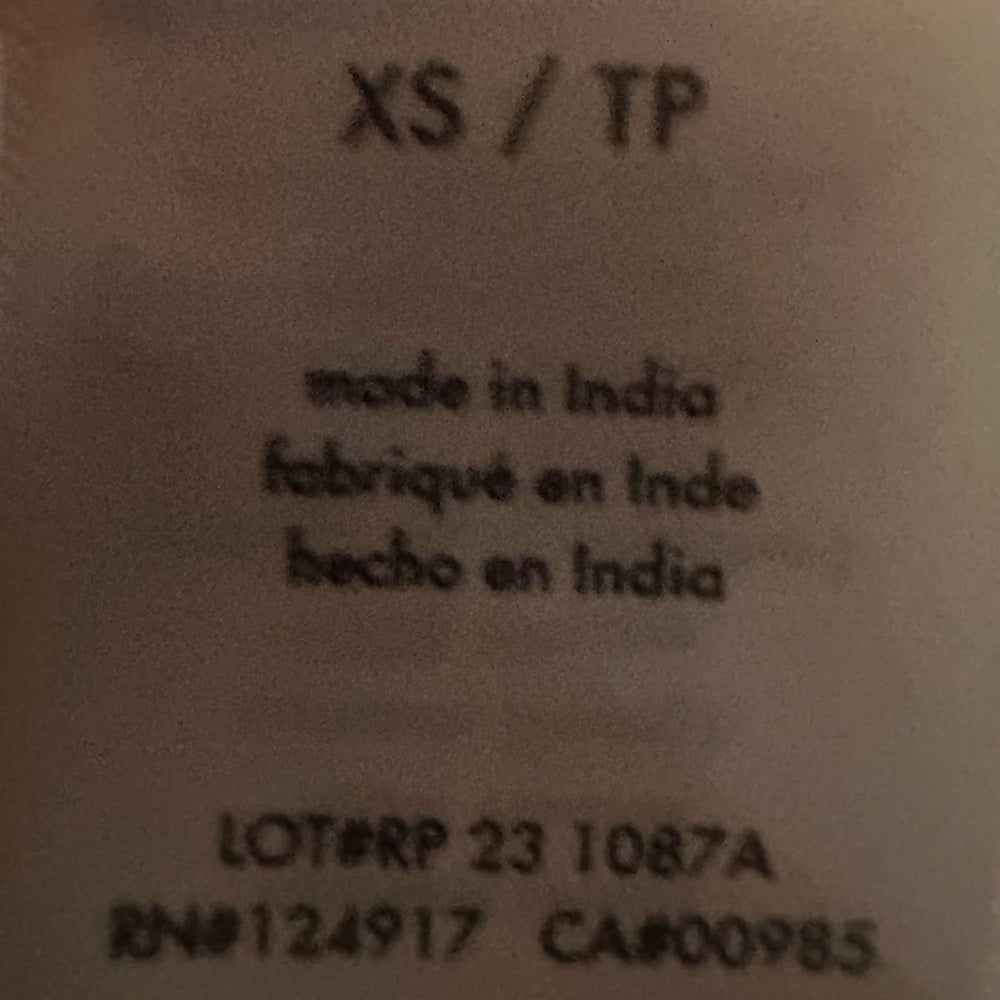 XS / TP
made in India
fabriqué en Inde
hecho en India
LOT#RP 23 1087A
RN#124917 CA#00985